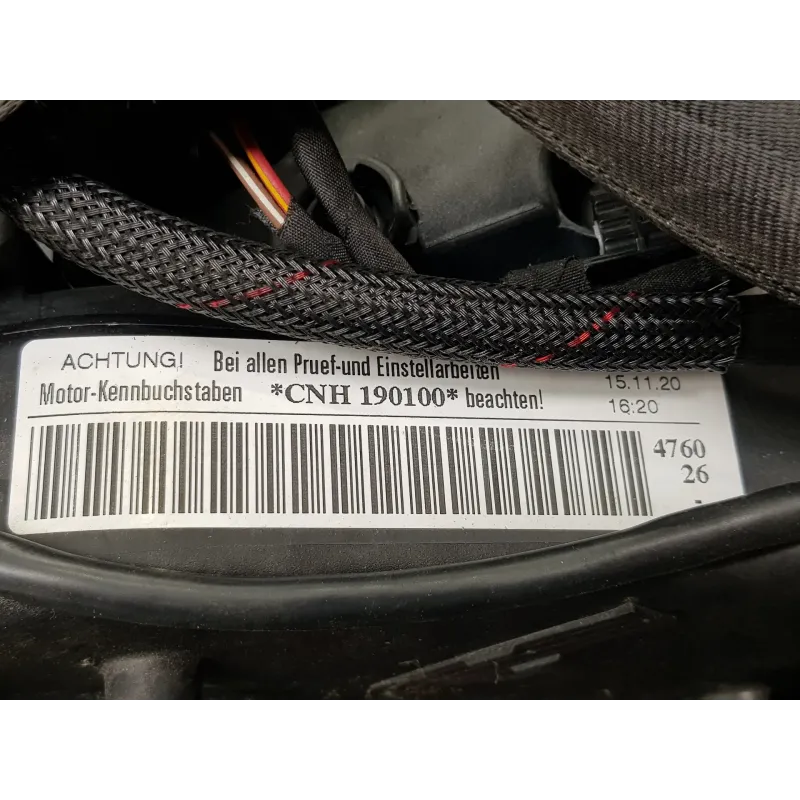 ACHTUNG! Bei allen Pruef-und Einstellarbeiten 15.11.20
Motor-Kennbuchstaben *CNH 190100* beachten! 16:20
4760
26
-